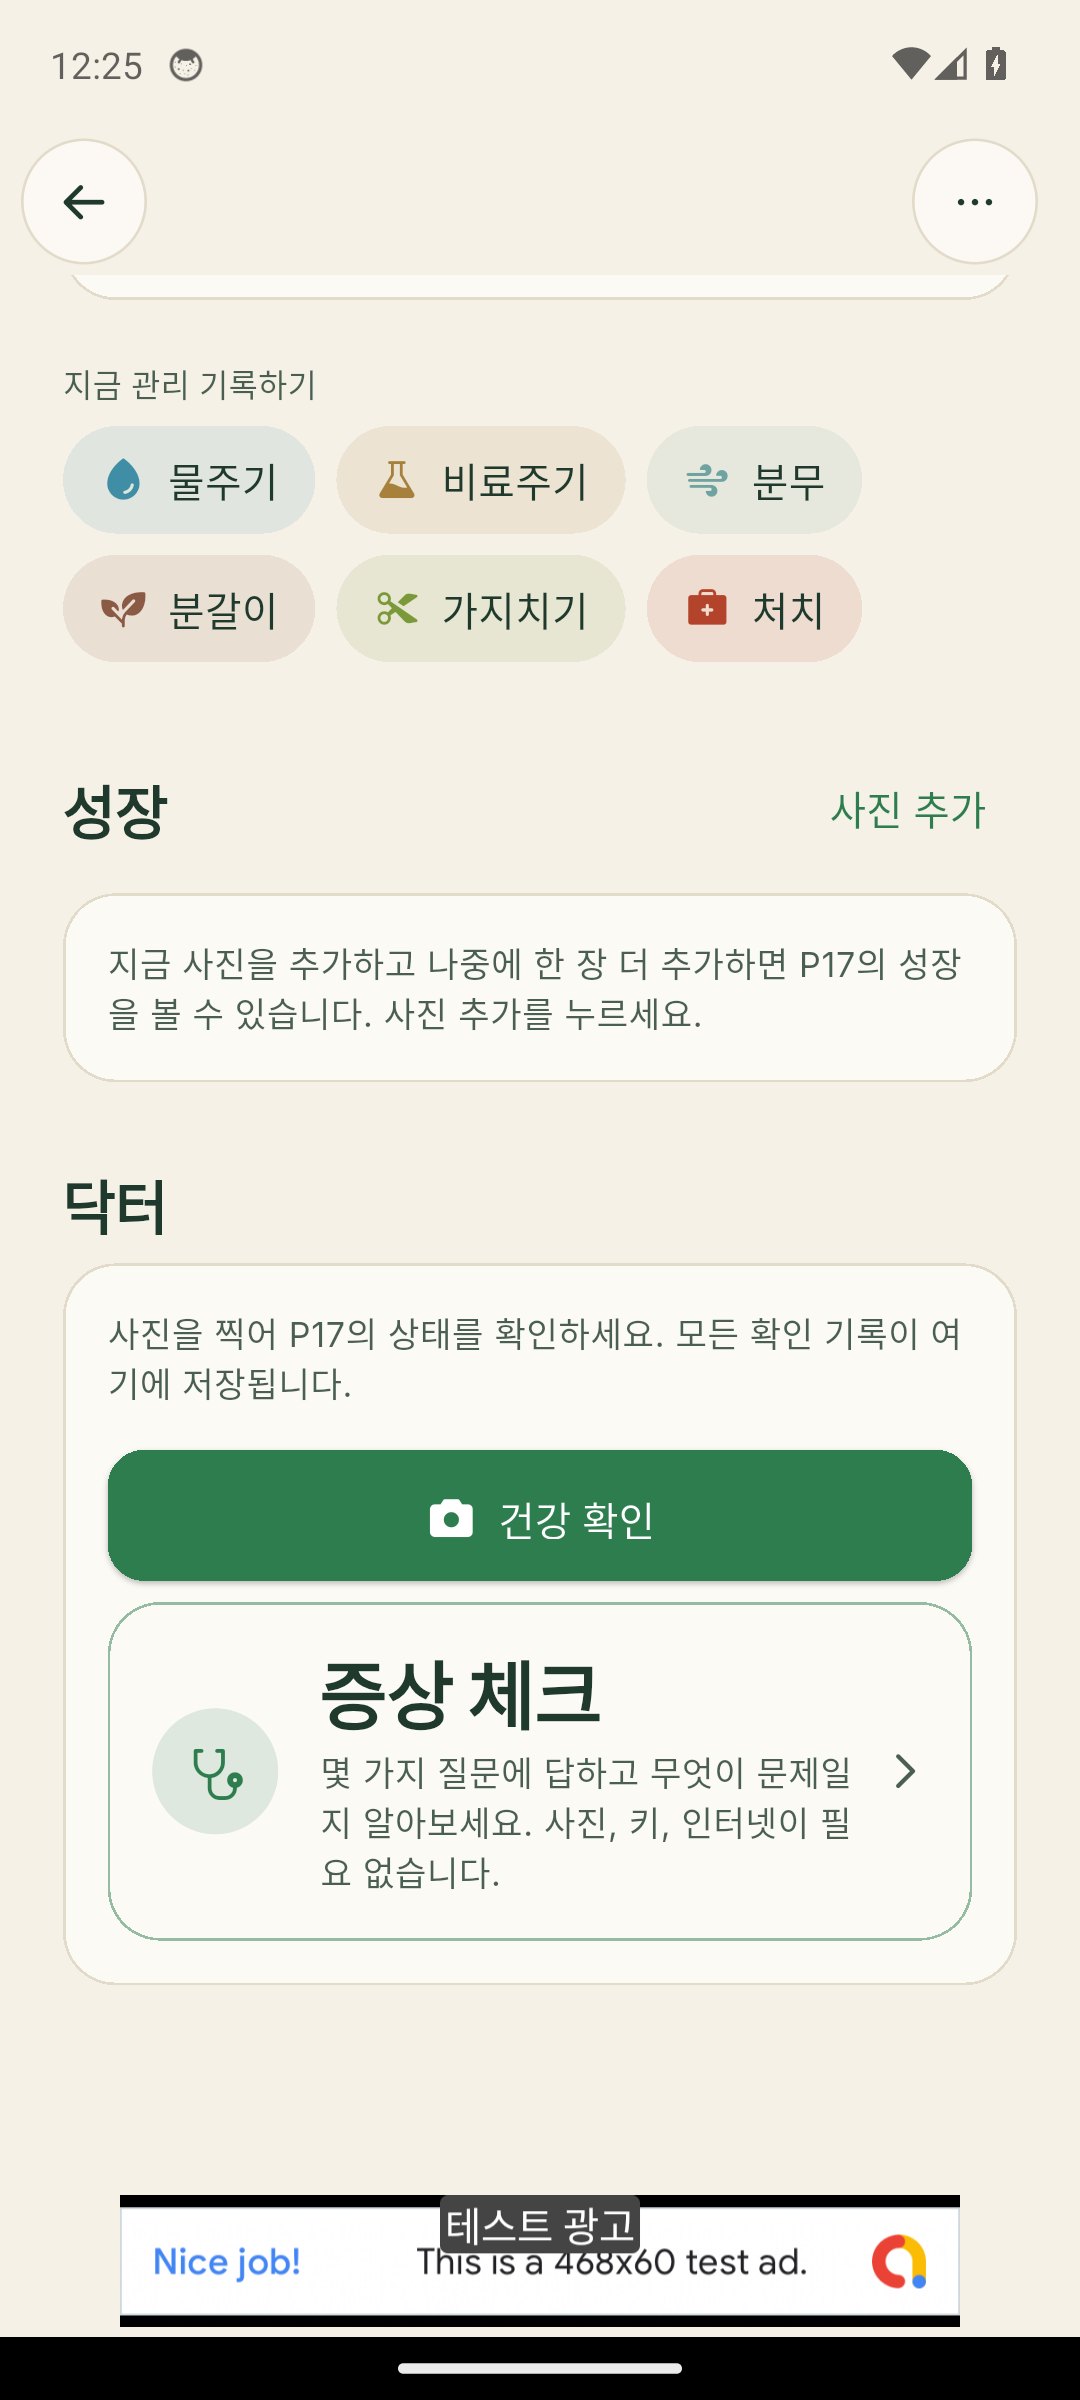 12:25
지금 관리 기록하기
물주기
비료주기
분무
분갈이
가지치기
처치
성장
사진 추가
지금 사진을 추가하고 나중에 한 장 더 추가하면 P17의 성장
을 볼 수 있습니다. 사진 추가를 누르세요.
닥터
사진을 찍어 P17의 상태를 확인하세요. 모든 확인 기록이 여
기에 저장됩니다.
건강 확인
증상 체크
몇 가지 질문에 답하고 무엇이 문제일
지 알아보세요. 사진, 키, 인터넷이 필
요 없습니다.
테스트 광고
Nice job!
This is a 468x60 test ad.